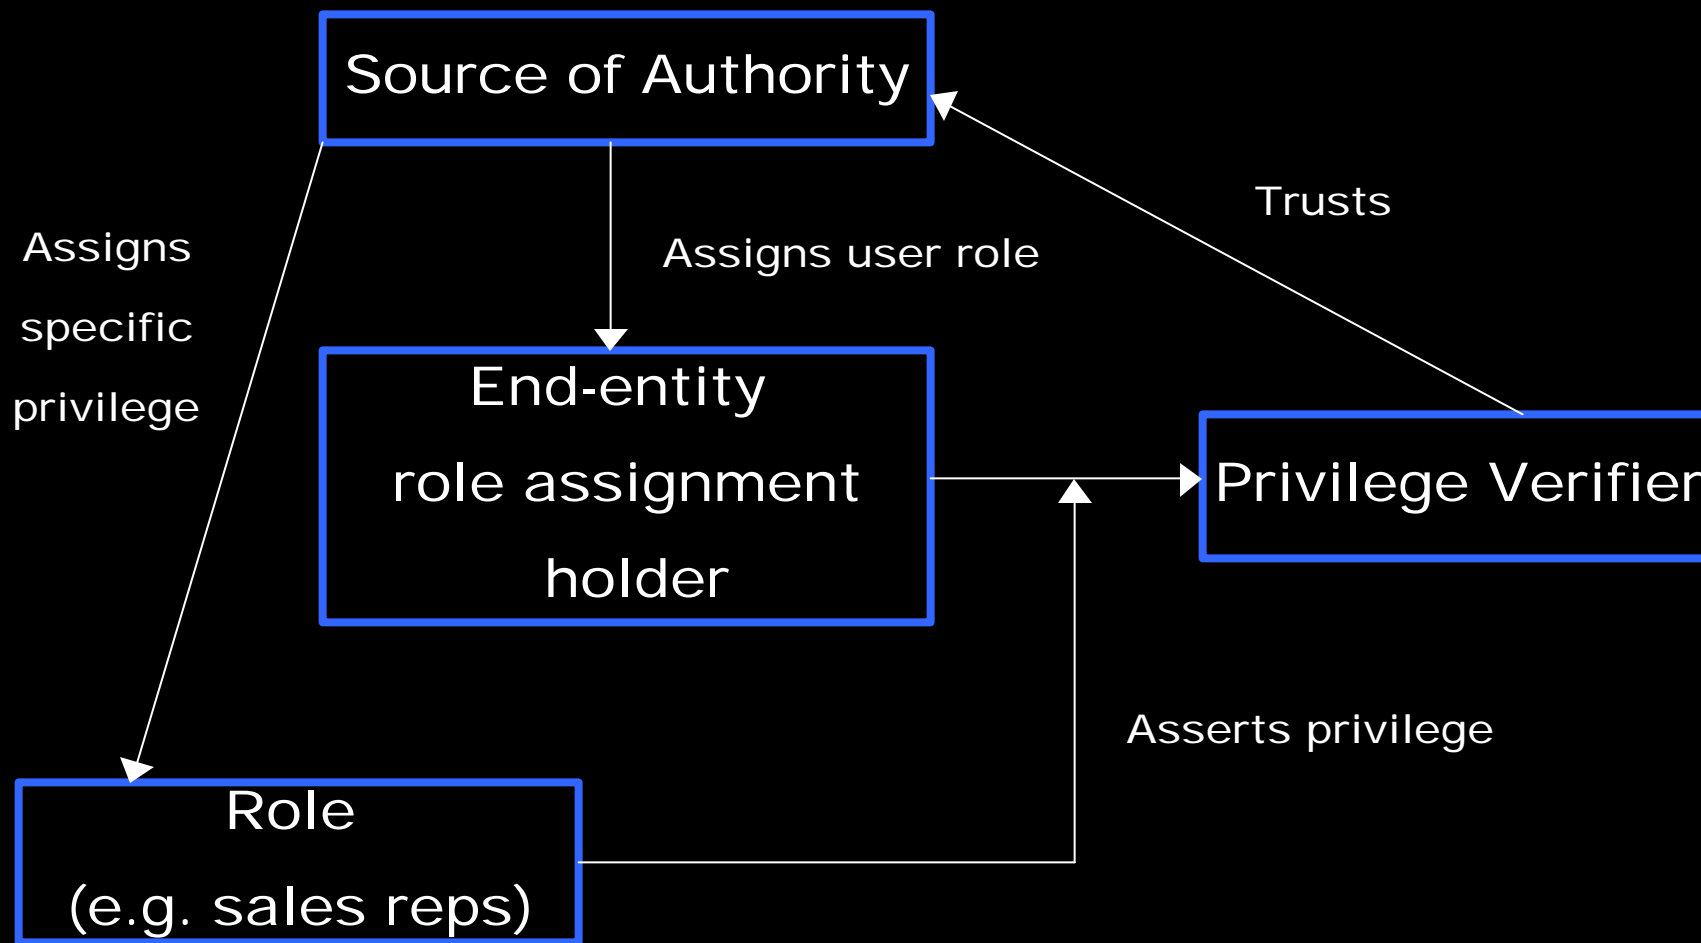 Source of Authority
Trusts
Assigns
specific
privilege
Assigns user role
End-entity
role assignment
holder
Privilege Verifier
Asserts privilege
Role
(e.g. sales reps)